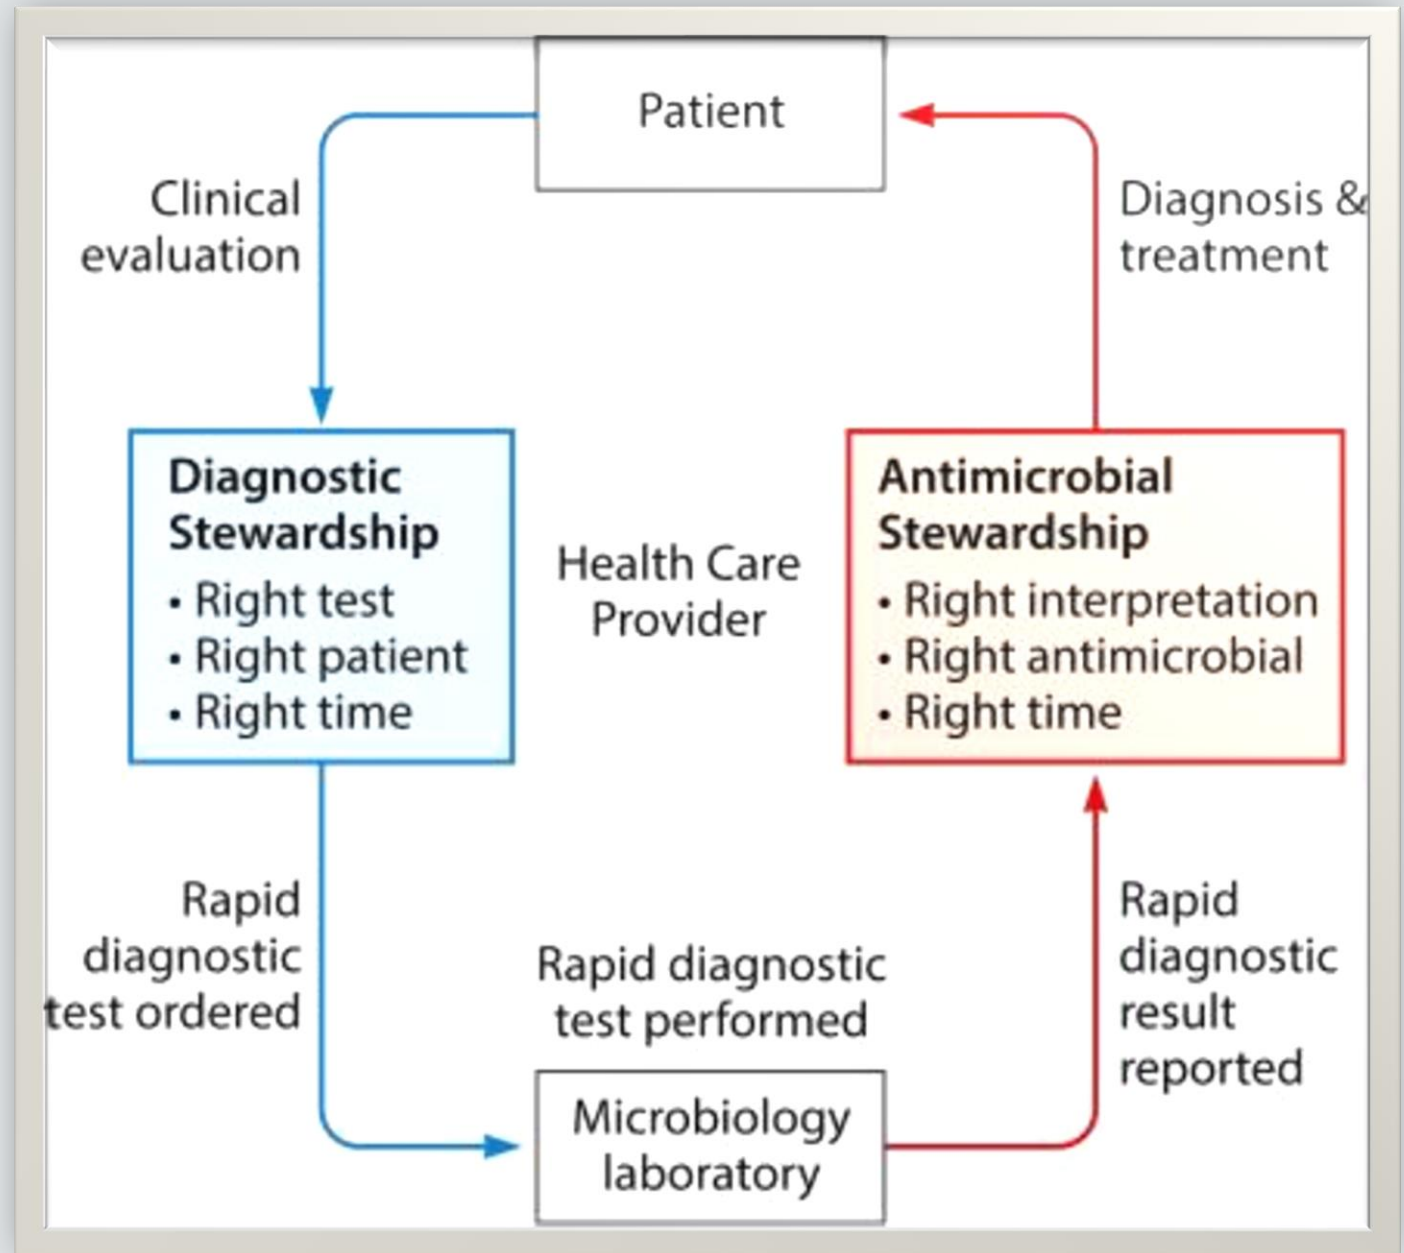 Patient
Clinical
evaluation
Diagnosis &
treatment
Diagnostic
Stewardship
• Right test
• Right patient
• Right time
Health Care
Provider
Antimicrobial
Stewardship
• Right interpretation
• Right antimicrobial
• Right time
Rapid
diagnostic
test ordered
Rapid diagnostic
test performed
Microbiology
laboratory
Rapid
diagnostic
result
reported